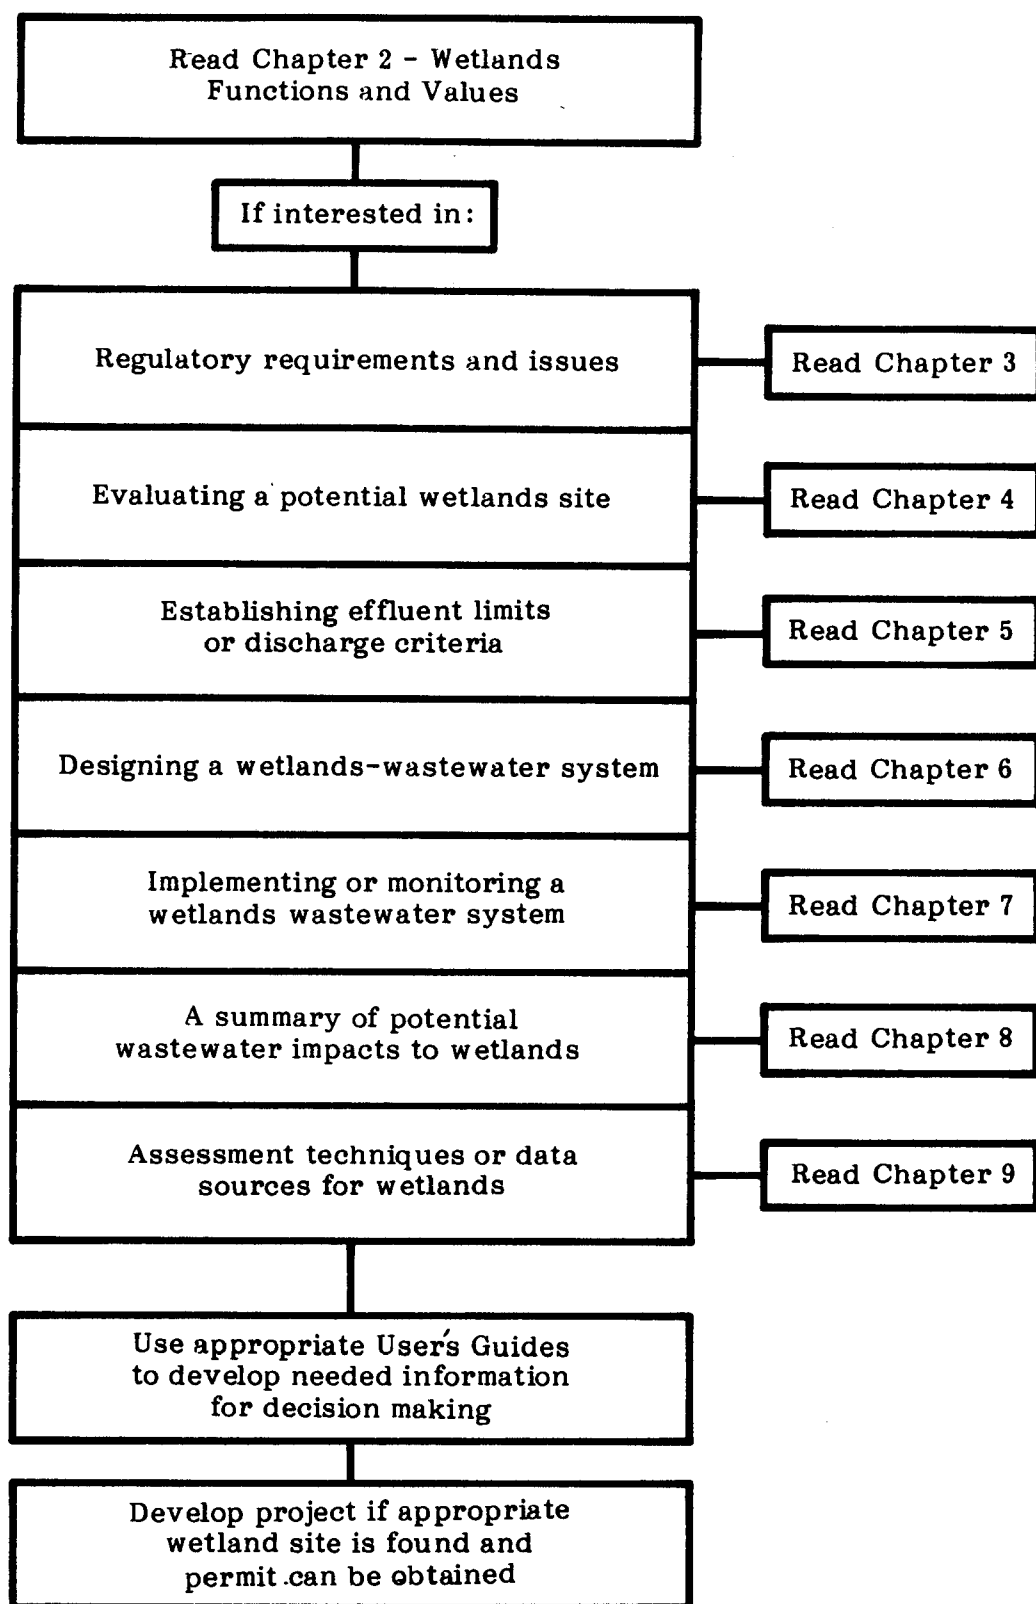 Read Chapter 2 - Wetlands
Functions and Values
If interested in:
Regulatory requirements and issues
Read Chapter 3
Evaluating a potential wetlands site
Read Chapter 4
Establishing effluent limits
or discharge criteria
Read Chapter 5
Designing a wetlands-wastewater system
Read Chapter 6
Implementing or monitoring a
wetlands wastewater system
Read Chapter 7
A summary of potential
wastewater impacts to wetlands
Read Chapter 8
Assessment techniques or data
sources for wetlands
Read Chapter 9
Use appropriate User's Guides
to develop needed information
for decision making
Develop project if appropriate
wetland site is found and
permit can be obtained